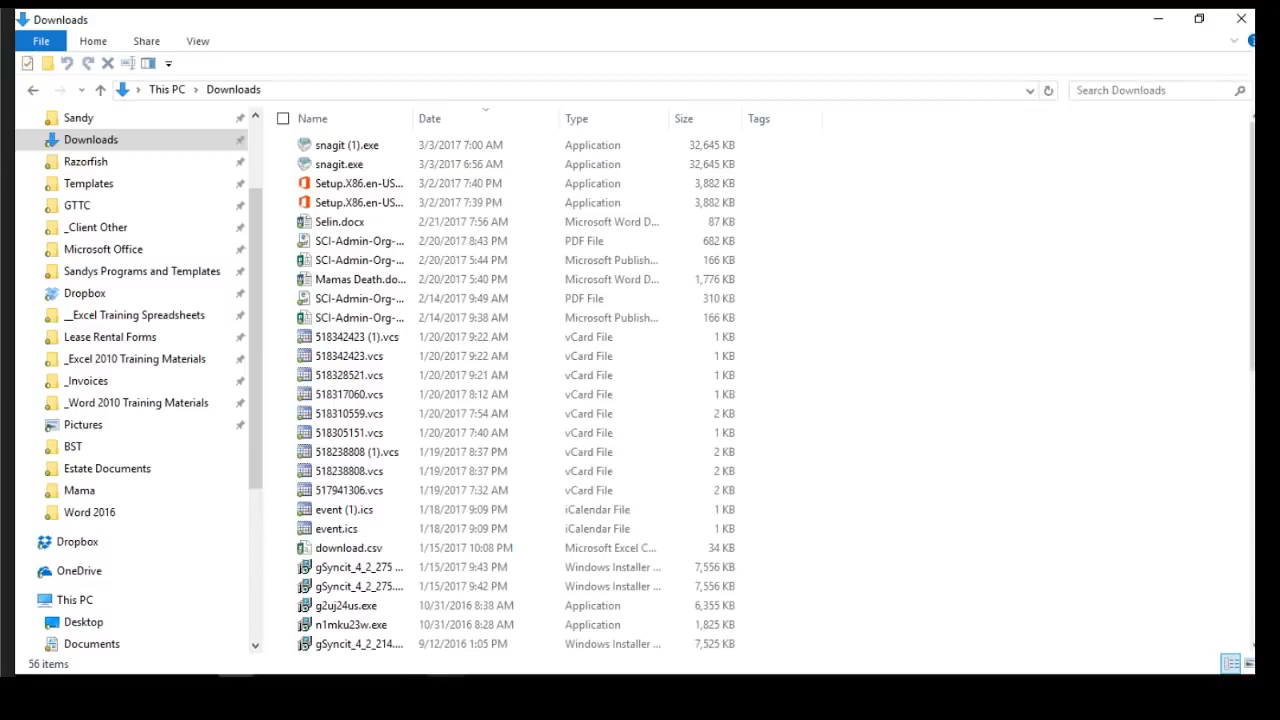 Downloads
File Home Share View
This PC Downloads Search Downloads
Name Date Type Size Tags
Sandy
Downloads
Razorfish
Templates
GTTC
_Client Other
Microsoft Office
Sandys Programs and Templates
Dropbox
__Excel Training Spreadsheets
Lease Rental Forms
_Excel 2010 Training Materials
_Invoices
_Word 2010 Training Materials
Pictures
BST
Estate Documents
Mama
Word 2016
Dropbox
OneDrive
This PC
Desktop
Documents
snagit (1).exe 3/3/2017 7:00 AM Application 32,645 KB
snagit.exe 3/3/2017 6:56 AM Application 32,645 KB
Setup.X86.en-US... 3/2/2017 7:40 PM Application 3,882 KB
Setup.X86.en-US... 3/2/2017 7:39 PM Application 3,882 KB
Selin.docx 2/21/2017 7:56 AM Microsoft Word D... 87 KB
SCI-Admin-Org-... 2/20/2017 8:43 PM PDF File 682 KB
SCI-Admin-Org-... 2/20/2017 5:44 PM Microsoft Publish... 166 KB
Mamas Death.do... 2/20/2017 5:40 PM Microsoft Word D... 1,776 KB
SCI-Admin-Org-... 2/14/2017 9:49 AM PDF File 310 KB
SCI-Admin-Org-... 2/14/2017 9:38 AM Microsoft Publish... 166 KB
518342423 (1).vcs 1/20/2017 9:22 AM vCard File 1 KB
518342423.vcs 1/20/2017 9:22 AM vCard File 1 KB
518328521.vcs 1/20/2017 9:21 AM vCard File 1 KB
518317060.vcs 1/20/2017 8:12 AM vCard File 1 KB
518310559.vcs 1/20/2017 7:54 AM vCard File 2 KB
518305151.vcs 1/20/2017 7:40 AM vCard File 1 KB
518238808 (1).vcs 1/19/2017 8:37 PM vCard File 2 KB
518238808.vcs 1/19/2017 8:37 PM vCard File 2 KB
517941306.vcs 1/19/2017 7:32 AM vCard File 2 KB
event (1).ics 1/18/2017 9:09 PM iCalendar File 1 KB
event.ics 1/18/2017 9:09 PM iCalendar File 1 KB
download.csv 1/15/2017 10:08 PM Microsoft Excel C... 34 KB
gSyncit_4_2_275 ... 1/15/2017 9:43 PM Windows Installer ... 7,556 KB
gSyncit_4_2_275.... 1/15/2017 9:42 PM Windows Installer ... 7,556 KB
g2uj24us.exe 10/31/2016 8:38 AM Application 6,355 KB
n1mku23w.exe 10/31/2016 8:28 AM Application 1,825 KB
gSyncit_4_2_214.... 9/12/2016 1:05 PM Windows Installer ... 7,525 KB
56 items